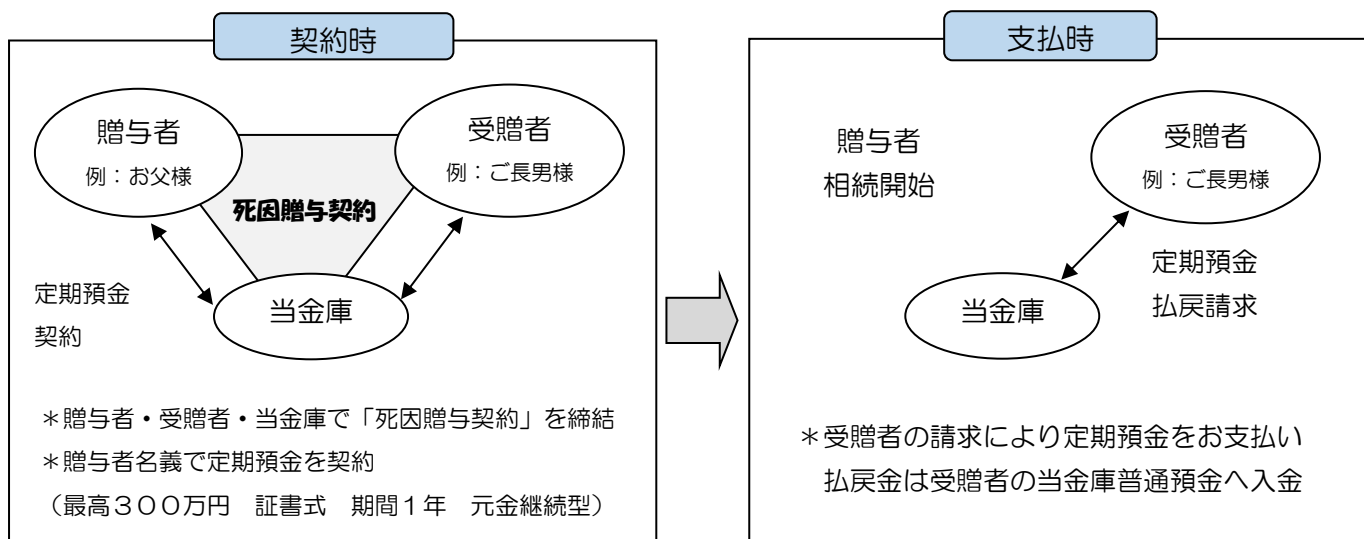 契約時
贈与者
例：お父様
受贈者
例：ご長男様
死因贈与契約
当金庫
定期預金
契約
＊贈与者・受贈者・当金庫で「死因贈与契約」を締結
＊贈与者名義で定期預金を契約
（最高３００万円　証書式　期間１年　元金継続型）
支払時
贈与者
相続開始
受贈者
例：ご長男様
当金庫
定期預金
払戻請求
＊受贈者の請求により定期預金をお支払い
払戻金は受贈者の当金庫普通預金へ入金